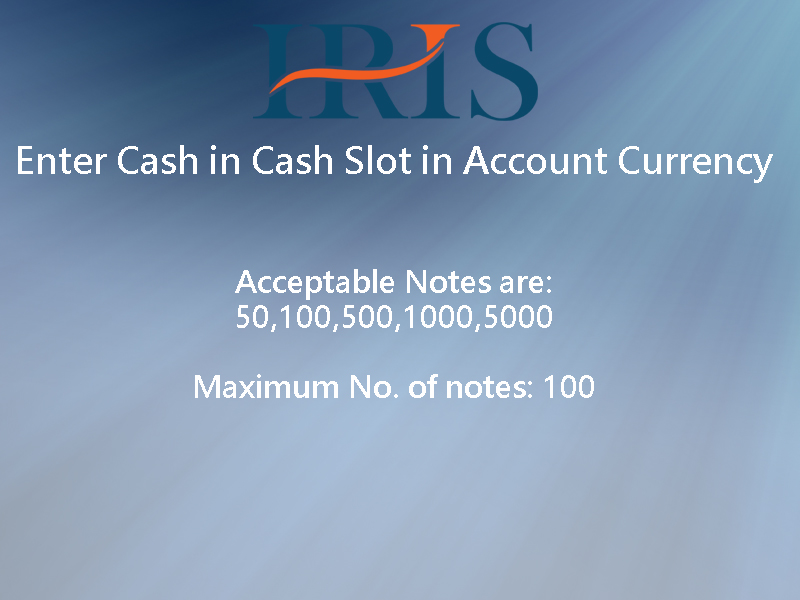 IRIS
Enter Cash in Cash Slot in Account Currency
Acceptable Notes are:
50,100,500,1000,5000
Maximum No. of notes: 100